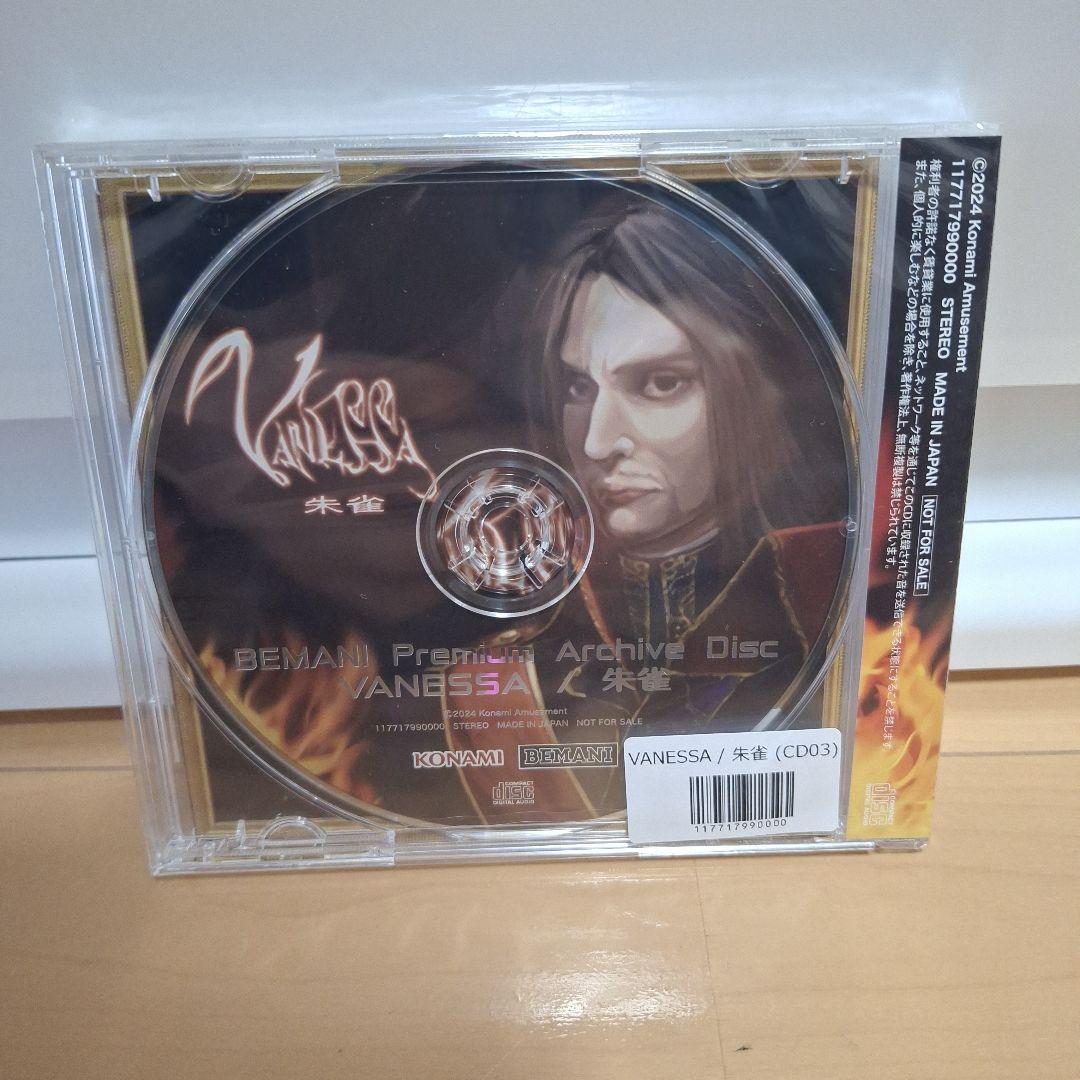 VANESSA
朱雀
BEMANI Premium Archive Disc
VANESSA / 朱雀
©2024 Konami Amusement
117717990000 STEREO MADE IN JAPAN NOT FOR SALE
KONAMI BEMANI
COMPACT
disc
DIGITAL AUDIO
VANESSA / 朱雀 (CD03)
117717990000
©2024 Konami Amusement
117717990000 STEREO MADE IN JAPAN NOT FOR SALE
権利者の許諾なく賃貸業に使用すること、ネットワーク等を通じてこのCDに収録された音を送信できる状態にすることを禁じます。
また、個人的に楽しむなどの場合を除き、著作権法上、無断複製は禁じられています。
COMPACT
disc
DIGITAL AUDIO